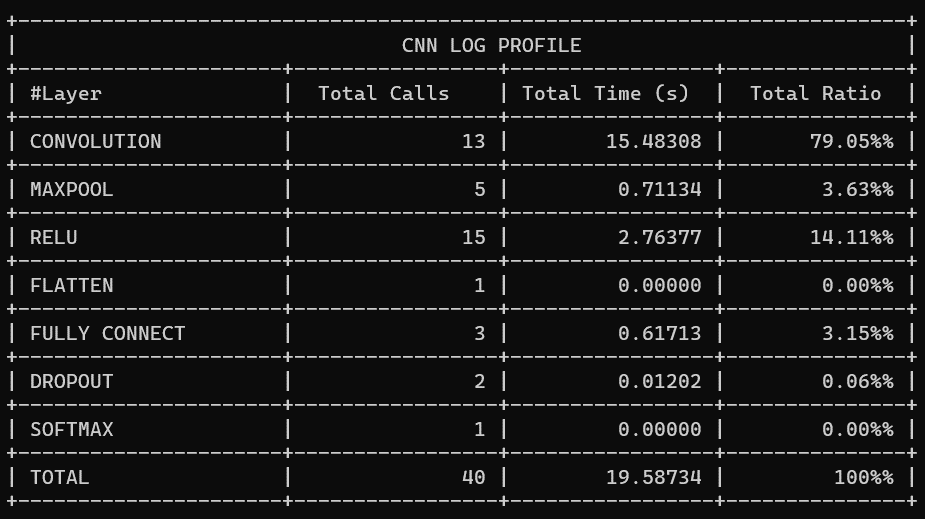 CNN LOG PROFILE
#Layer | Total Calls | Total Time (s) | Total Ratio
CONVOLUTION | 13 | 15.48308 | 79.05%%
MAXPOOL | 5 | 0.71134 | 3.63%%
RELU | 15 | 2.76377 | 14.11%%
FLATTEN | 1 | 0.00000 | 0.00%%
FULLY CONNECT | 3 | 0.61713 | 3.15%%
DROPOUT | 2 | 0.01202 | 0.06%%
SOFTMAX | 1 | 0.00000 | 0.00%%
TOTAL | 40 | 19.58734 | 100%%